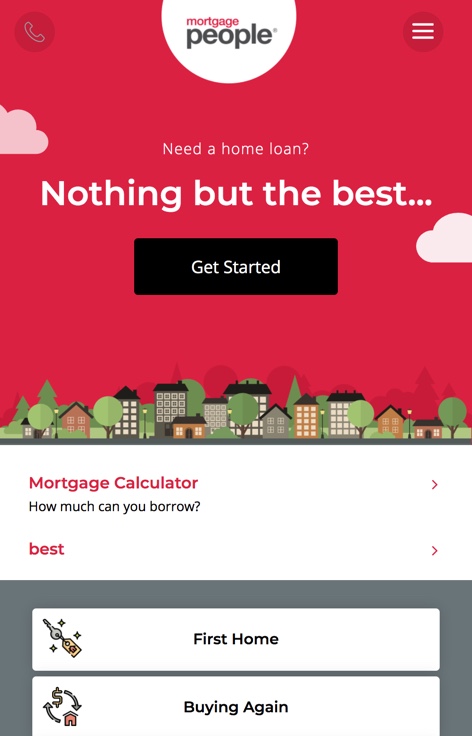 mortgage
people®
Need a home loan?
Nothing but the best...
Get Started
Mortgage Calculator
How much can you borrow?
best
First Home
$
Buying Again